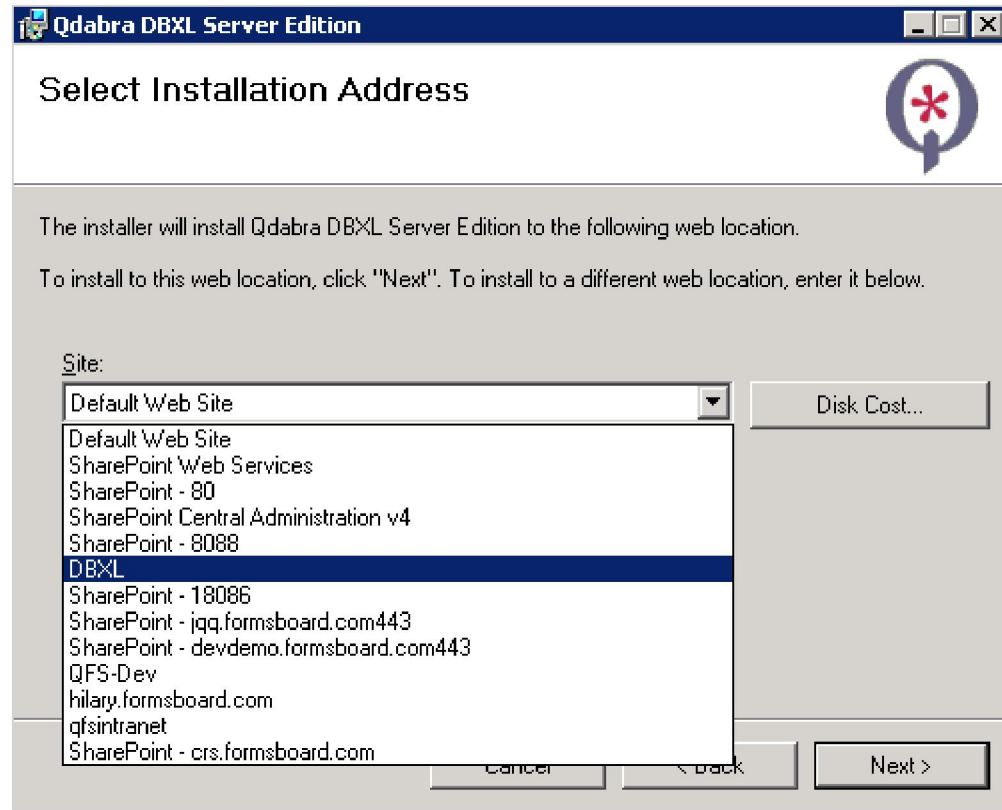 Qdabra DBXL Server Edition
Select Installation Address
The installer will install Qdabra DBXL Server Edition to the following web location.
To install to this web location, click "Next". To install to a different web location, enter it below.
Site:
Default Web Site
Disk Cost...
Default Web Site
SharePoint Web Services
SharePoint - 80
SharePoint Central Administration v4
SharePoint - 8088
DBXL
SharePoint - 18086
SharePoint - jqq.formsboard.com443
SharePoint - devdemo.formsboard.com443
QFS-Dev
hilary.formsboard.com
qfsintranet
SharePoint - crs.formsboard.com
Cancel < Back Next >